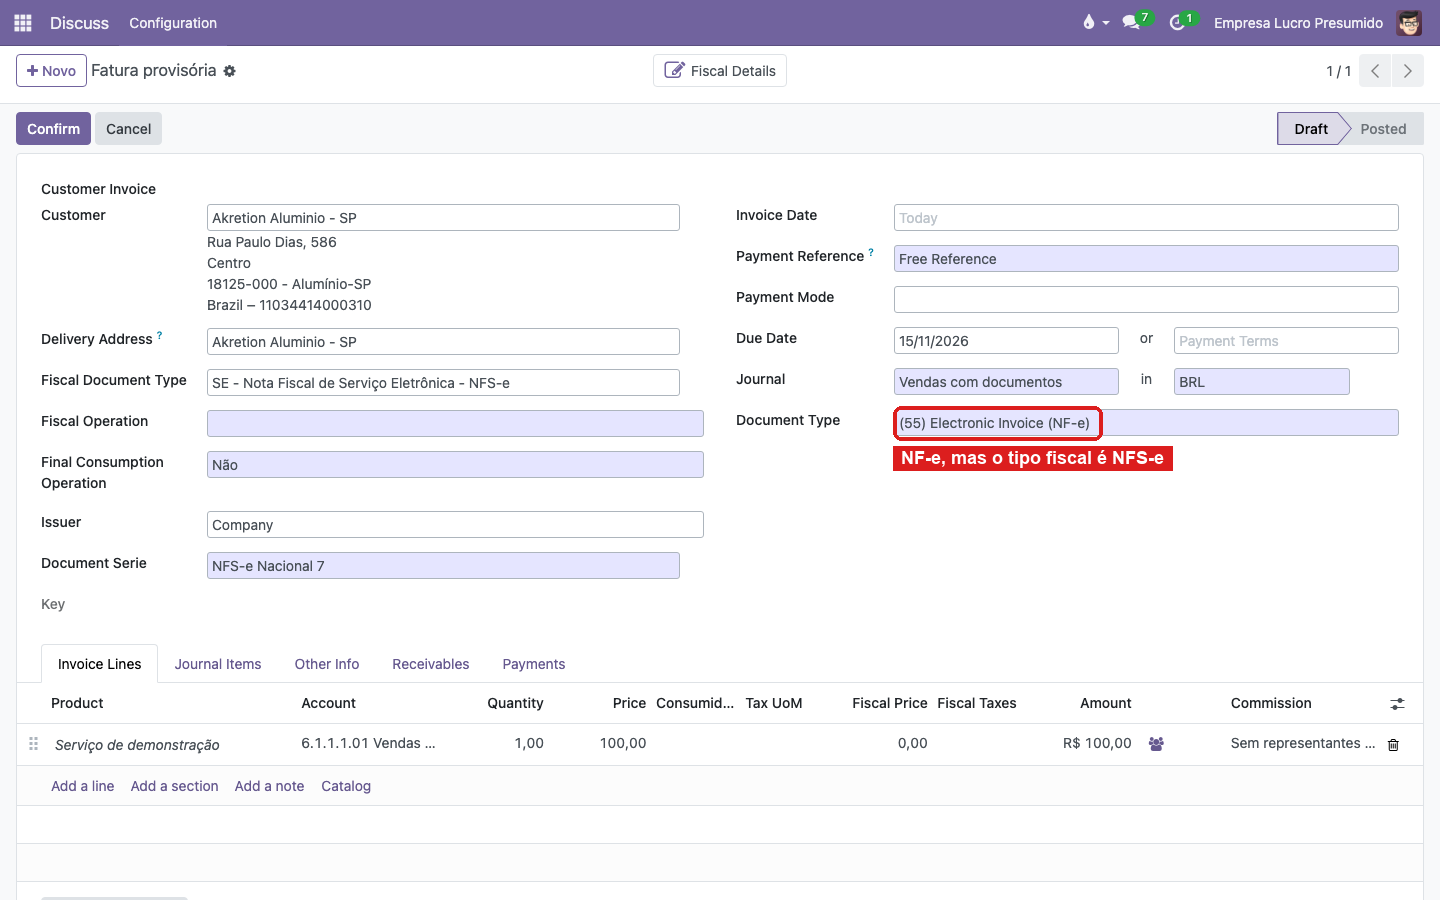 Discuss
Configuration
7
1
Empresa Lucro Presumido
Novo
Fatura provisória
Fiscal Details
1 / 1
Confirm
Cancel
Draft
Posted
Customer Invoice
Customer
Akretion Aluminio - SP
Rua Paulo Dias, 586
Centro
18125-000 - Alumínio-SP
Brazil – 11034414000310
Delivery Address ?
Akretion Aluminio - SP
Fiscal Document Type
SE - Nota Fiscal de Serviço Eletrônica - NFS-e
Fiscal Operation
Final Consumption
Operation
Não
Issuer
Company
Document Serie
NFS-e Nacional 7
Key
Invoice Date
Today
Payment Reference ?
Free Reference
Payment Mode
Due Date
15/11/2026
or
Payment Terms
Journal
Vendas com documentos
in
BRL
Document Type
(55) Electronic Invoice (NF-e)
NF-e, mas o tipo fiscal é NFS-e
Invoice Lines
Journal Items
Other Info
Receivables
Payments
Product
Account
Quantity
Price
Consumid...
Tax UoM
Fiscal Price
Fiscal Taxes
Amount
Commission
Serviço de demonstração
6.1.1.1.01 Vendas ...
1,00
100,00
0,00
R$ 100,00
Sem representantes ...
Add a line
Add a section
Add a note
Catalog